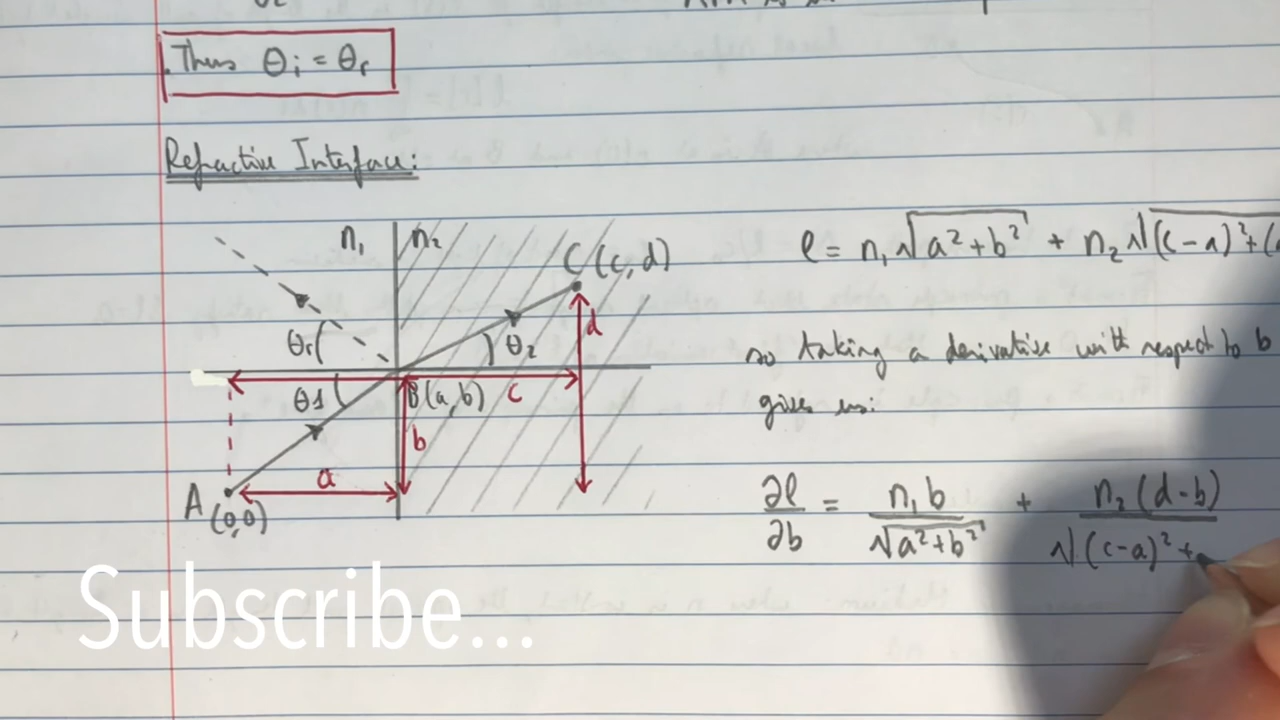 Thus θi = θr
Refractive Interface:
n₁ n₂
C (c,d)
θr
θ2
d
θ1
B(a,b)
c
b
a
A
(0,0)
l = n₁√(a²+b²) + n₂√((c-a)²+(
so taking a derivative with respect to b
gives us:
∂l/∂b = n₁b/√(a²+b²) + n₂(d-b)/√((c-a)²+
Subscribe...